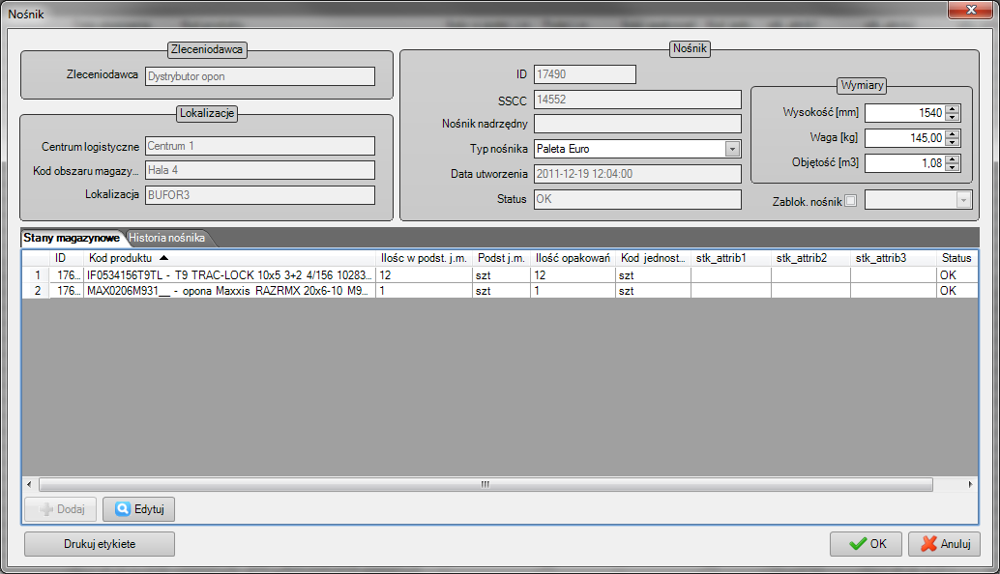 Nośnik
Zleceniodawca
Zleceniodawca Dystrybutor opon
Lokalizacje
Centrum logistyczne Centrum 1
Kod obszaru magazy... Hala 4
Lokalizacja BUFOR3
Nośnik
ID 17490
SSCC 14552
Nośnik nadrzędny
Typ nośnika Paleta Euro
Data utworzenia 2011-12-19 12:04:00
Status OK
Wymiary
Wysokość [mm] 1540
Waga [kg] 145,00
Objętość [m3] 1,08
Zablok. nośnik
Stany magazynowe Historia nośnika
ID Kod produktu Ilośc w podst. j.m. Podst j.m. Ilość opakowań Kod jednost... stk_attrib1 stk_attrib2 stk_attrib3 Status
1 176... IF0534156T9TL - T9 TRAC-LOCK 10x5 3+2 4/156 10283... 12 szt 12 szt OK
2 176... MAX0206M931__ - opona Maxxis RAZRMX 20x6-10 M9... 1 szt 1 szt OK
Dodaj Edytuj
Drukuj etykiete OK Anuluj